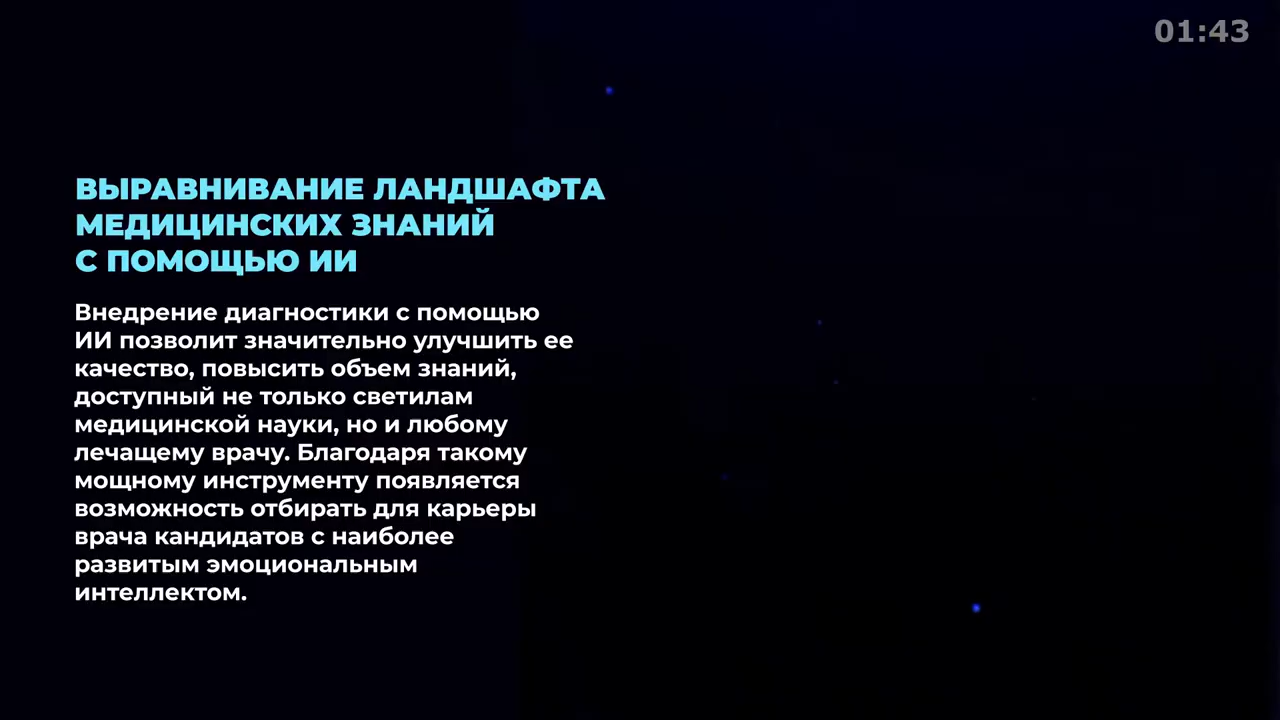 01:43
ВЫРАВНИВАНИЕ ЛАНДШАФТА
МЕДИЦИНСКИХ ЗНАНИЙ
С ПОМОЩЬЮ ИИ
Внедрение диагностики с помощью
ИИ позволит значительно улучшить ее
качество, повысить объем знаний,
доступный не только светилам
медицинской науки, но и любому
лечащему врачу. Благодаря такому
мощному инструменту появляется
возможность отбирать для карьеры
врача кандидатов с наиболее
развитым эмоциональным
интеллектом.